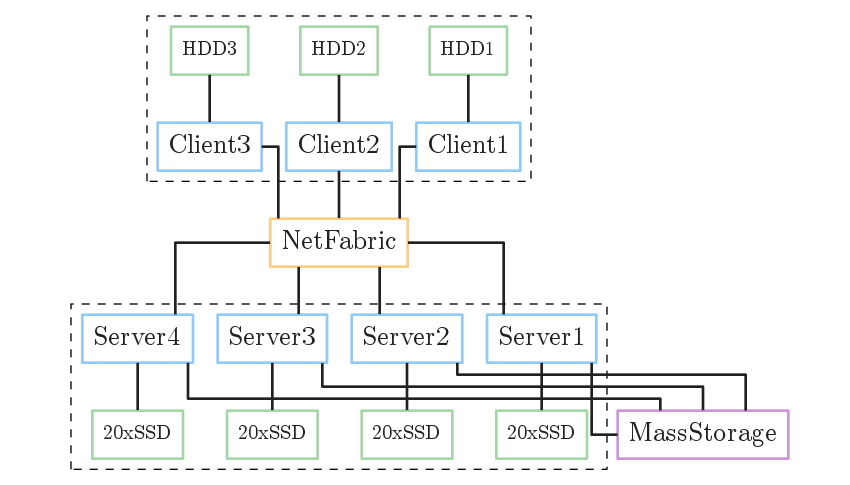 HDD3 HDD2 HDD1
Client3 Client2 Client1
NetFabric
Server4 Server3 Server2 Server1
20xSSD 20xSSD 20xSSD 20xSSD MassStorage